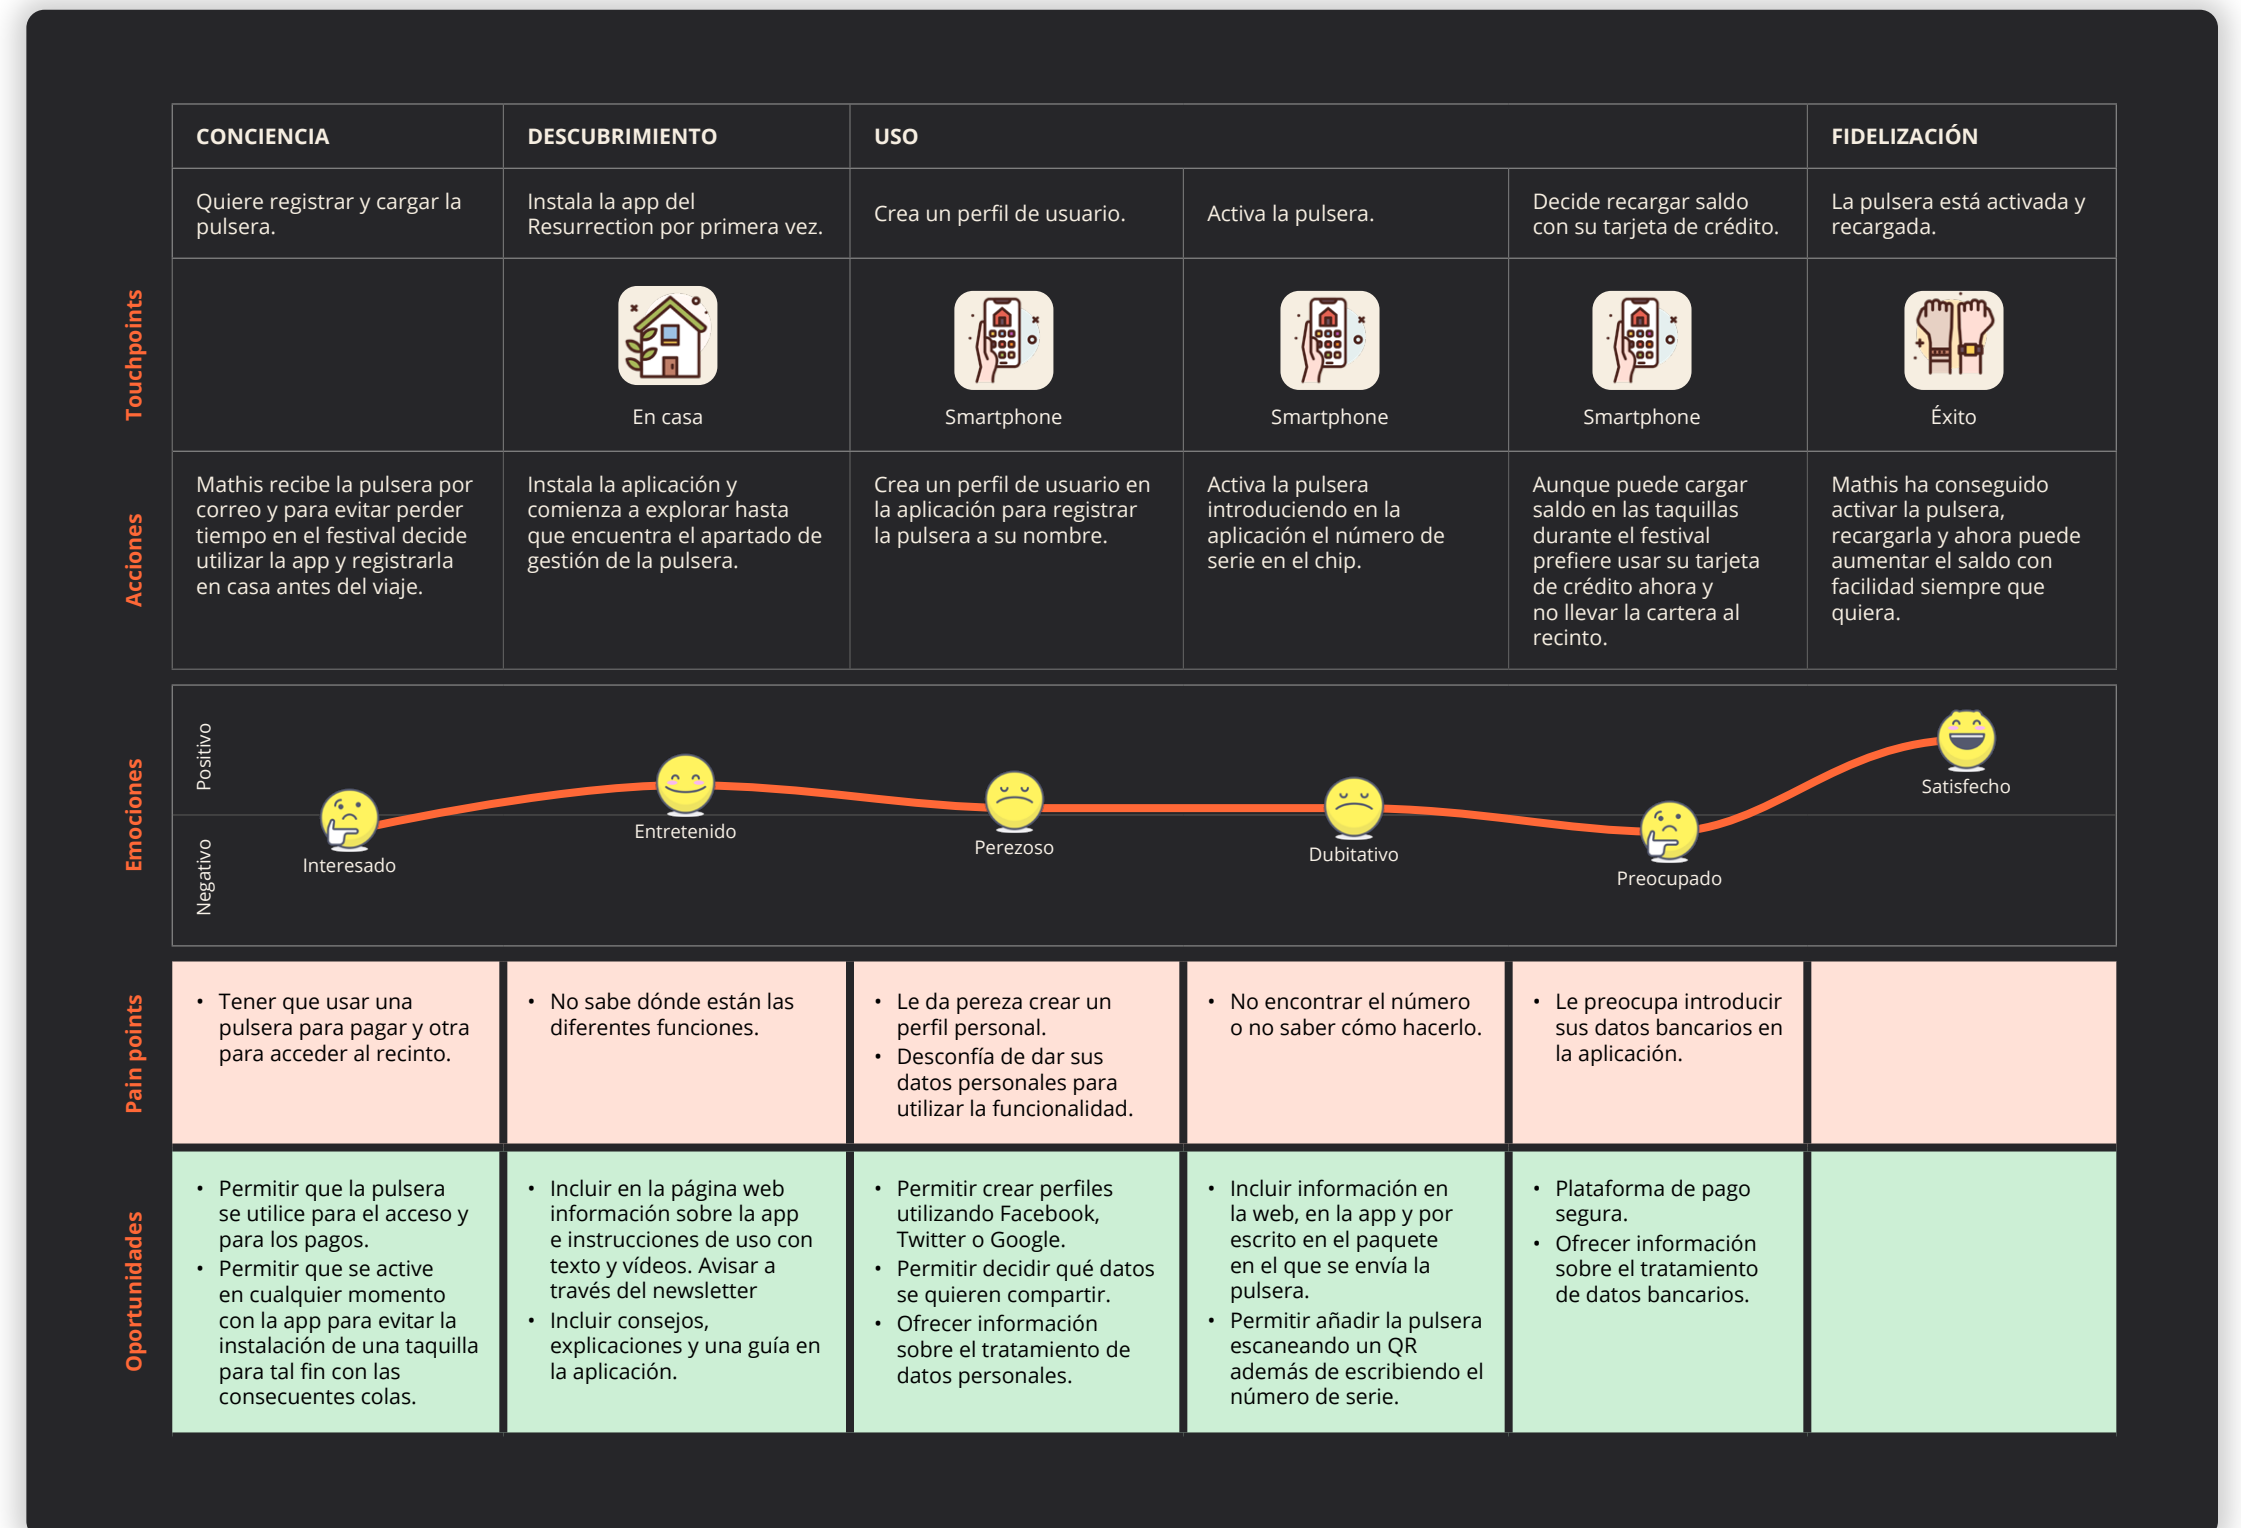 CONCIENCIA
DESCUBRIMIENTO
USO
FIDELIZACIÓN
Quiere registrar y cargar la
pulsera.
Instala la app del
Resurrection por primera vez.
Crea un perfil de usuario.
Activa la pulsera.
Decide recargar saldo
con su tarjeta de crédito.
La pulsera está activada y
recargada.
Touchpoints
En casa
Smartphone
Smartphone
Smartphone
Éxito
Acciones
Mathis recibe la pulsera por
correo y para evitar perder
tiempo en el festival decide
utilizar la app y registrarla
en casa antes del viaje.
Instala la aplicación y
comienza a explorar hasta
que encuentra el apartado de
gestión de la pulsera.
Crea un perfil de usuario en
la aplicación para registrar
la pulsera a su nombre.
Activa la pulsera
introduciendo en la
aplicación el número de
serie en el chip.
Aunque puede cargar
saldo en las taquillas
durante el festival
prefiere usar su tarjeta
de crédito ahora y
no llevar la cartera al
recinto.
Mathis ha conseguido
activar la pulsera,
recargarla y ahora puede
aumentar el saldo con
facilidad siempre que
quiera.
Emociones
Positivo
Negativo
Interesado
Entretenido
Perezoso
Dubitativo
Preocupado
Satisfecho
Pain points
• Tener que usar una
pulsera para pagar y otra
para acceder al recinto.
• No sabe dónde están las
diferentes funciones.
• Le da pereza crear un
perfil personal.
• Desconfía de dar sus
datos personales para
utilizar la funcionalidad.
• No encontrar el número
o no saber cómo hacerlo.
• Le preocupa introducir
sus datos bancarios en
la aplicación.
Oportunidades
• Permitir que la pulsera
se utilice para el acceso y
para los pagos.
• Permitir que se active
en cualquier momento
con la app para evitar la
instalación de una taquilla
para tal fin con las
consecuentes colas.
• Incluir en la página web
información sobre la app
e instrucciones de uso con
texto y vídeos. Avisar a
través del newsletter
• Incluir consejos,
explicaciones y una guía en
la aplicación.
• Permitir crear perfiles
utilizando Facebook,
Twitter o Google.
• Permitir decidir qué datos
se quieren compartir.
• Ofrecer información
sobre el tratamiento de
datos personales.
• Incluir información en
la web, en la app y por
escrito en el paquete
en el que se envía la
pulsera.
• Permitir añadir la pulsera
escaneando un QR
además de escribiendo el
número de serie.
• Plataforma de pago
segura.
• Ofrecer información
sobre el tratamiento
de datos bancarios.